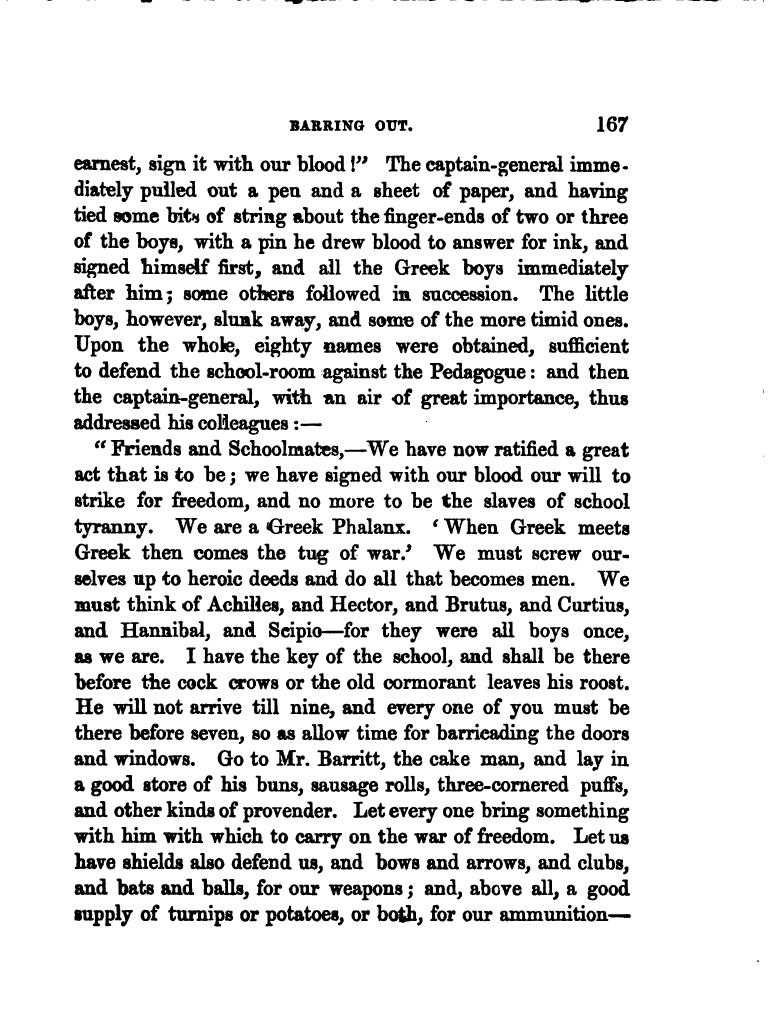 BARRING OUT. 167
earnest, sign it with our blood!” The captain-general imme-
diately pulled out a pen and a sheet of paper, and having
tied some bits of string about the finger-ends of two or three
of the boys, with a pin he drew blood to answer for ink, and
signed himself first, and all the Greek boys immediately
after him; some others followed in succession. The little
boys, however, slunk away, and some of the more timid ones.
Upon the whole, eighty names were obtained, sufficient
to defend the school-room against the Pedagogue: and then
the captain-general, with an air of great importance, thus
addressed his colleagues:—
“Friends and Schoolmates,—We have now ratified a great
act that is to be; we have signed with our blood our will to
strike for freedom, and no more to be the slaves of school
tyranny. We are a Greek Phalanx. ‘When Greek meets
Greek then comes the tug of war.’ We must screw our-
selves up to heroic deeds and do all that becomes men. We
must think of Achilles, and Hector, and Brutus, and Curtius,
and Hannibal, and Scipio—for they were all boys once,
as we are. I have the key of the school, and shall be there
before the cock crows or the old cormorant leaves his roost.
He will not arrive till nine, and every one of you must be
there before seven, so as allow time for barricading the doors
and windows. Go to Mr. Barritt, the cake man, and lay in
a good store of his buns, sausage rolls, three-cornered puffs,
and other kinds of provender. Let every one bring something
with him with which to carry on the war of freedom. Let us
have shields also defend us, and bows and arrows, and clubs,
and bats and balls, for our weapons; and, above all, a good
supply of turnips or potatoes, or both, for our ammunition—